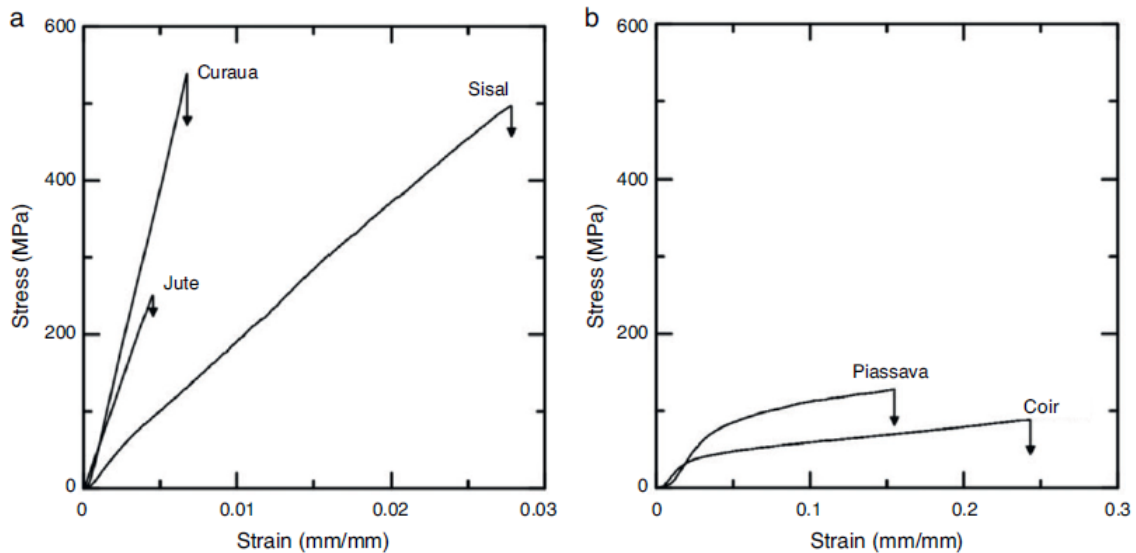 a
600
400
200
0
Stress (MPa)
Curaua
Sisal
Jute
0
0.01
0.02
0.03
Strain (mm/mm)
b
600
400
200
0
Stress (MPa)
Piassava
Coir
0
0.1
0.2
0.3
Strain (mm/mm)